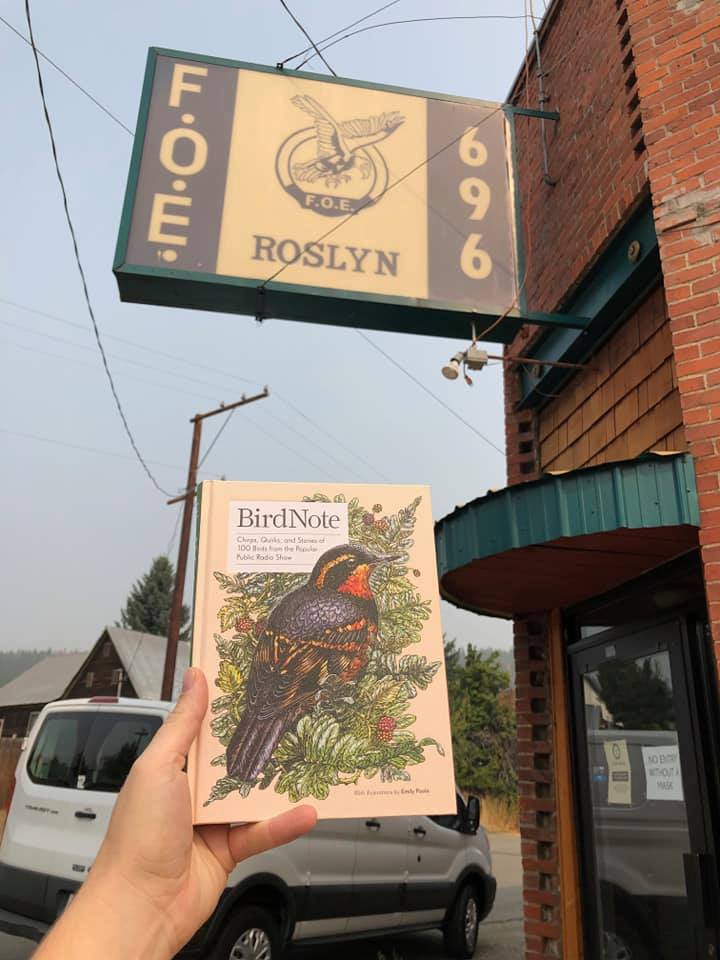 F.O.E.
F.O.E.
ROSLYN
696
BirdNote
Chirps, Quirks, and Stories of
100 Birds from the Popular
Public Radio Show
With illustrations by Emily Poole
NO ENTRY
WITHOUT A
MASK